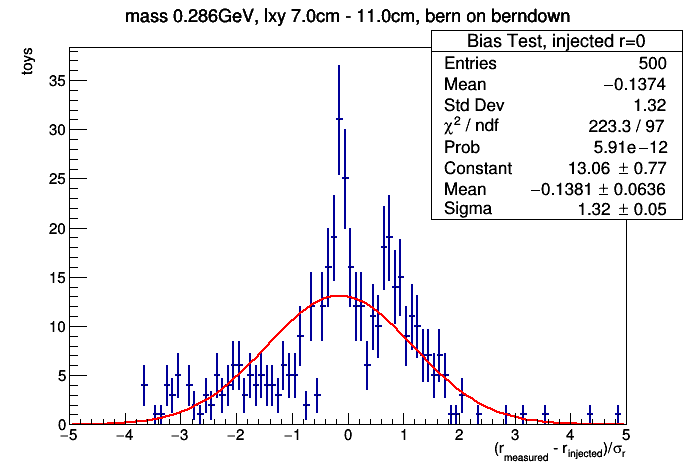 mass 0.286GeV, lxy 7.0cm - 11.0cm, bern on berndown
Bias Test, injected r=0
Entries 500
Mean −0.1374
Std Dev 1.32
χ² / ndf 223.3 / 97
Prob 5.91e−12
Constant 13.06 ± 0.77
Mean −0.1381 ± 0.0636
Sigma 1.32 ± 0.05
toys
35
30
25
20
15
10
5
0
−5 −4 −3 −2 −1 0 1 2 3 4 5
(r_measured - r_injected)/σ_r